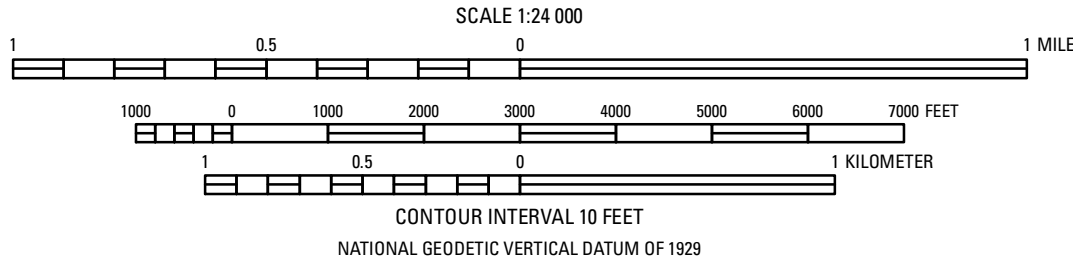 SCALE 1:24 000
1 0.5 0 1 MILE
1000 0 1000 2000 3000 4000 5000 6000 7000 FEET
1 0.5 0 1 KILOMETER
CONTOUR INTERVAL 10 FEET
NATIONAL GEODETIC VERTICAL DATUM OF 1929